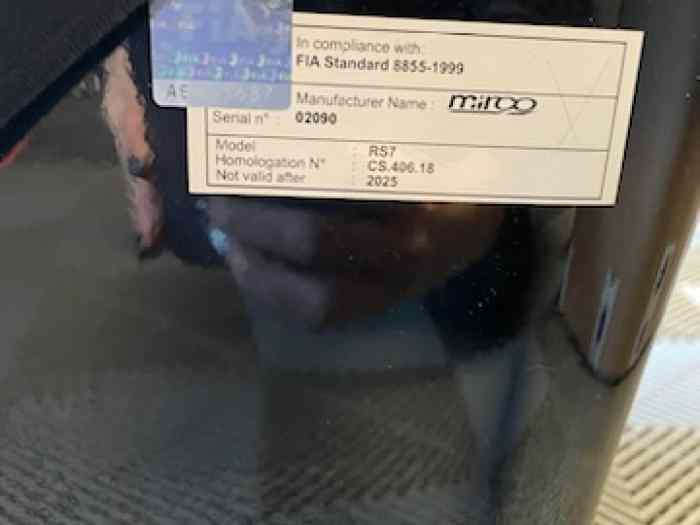 In compliance with:
FIA Standard 8855-1999
Manufacturer Name : mirco
Serial n° : 02090
Model : RS7
Homologation N° : CS.406.18
Not valid after : 2025